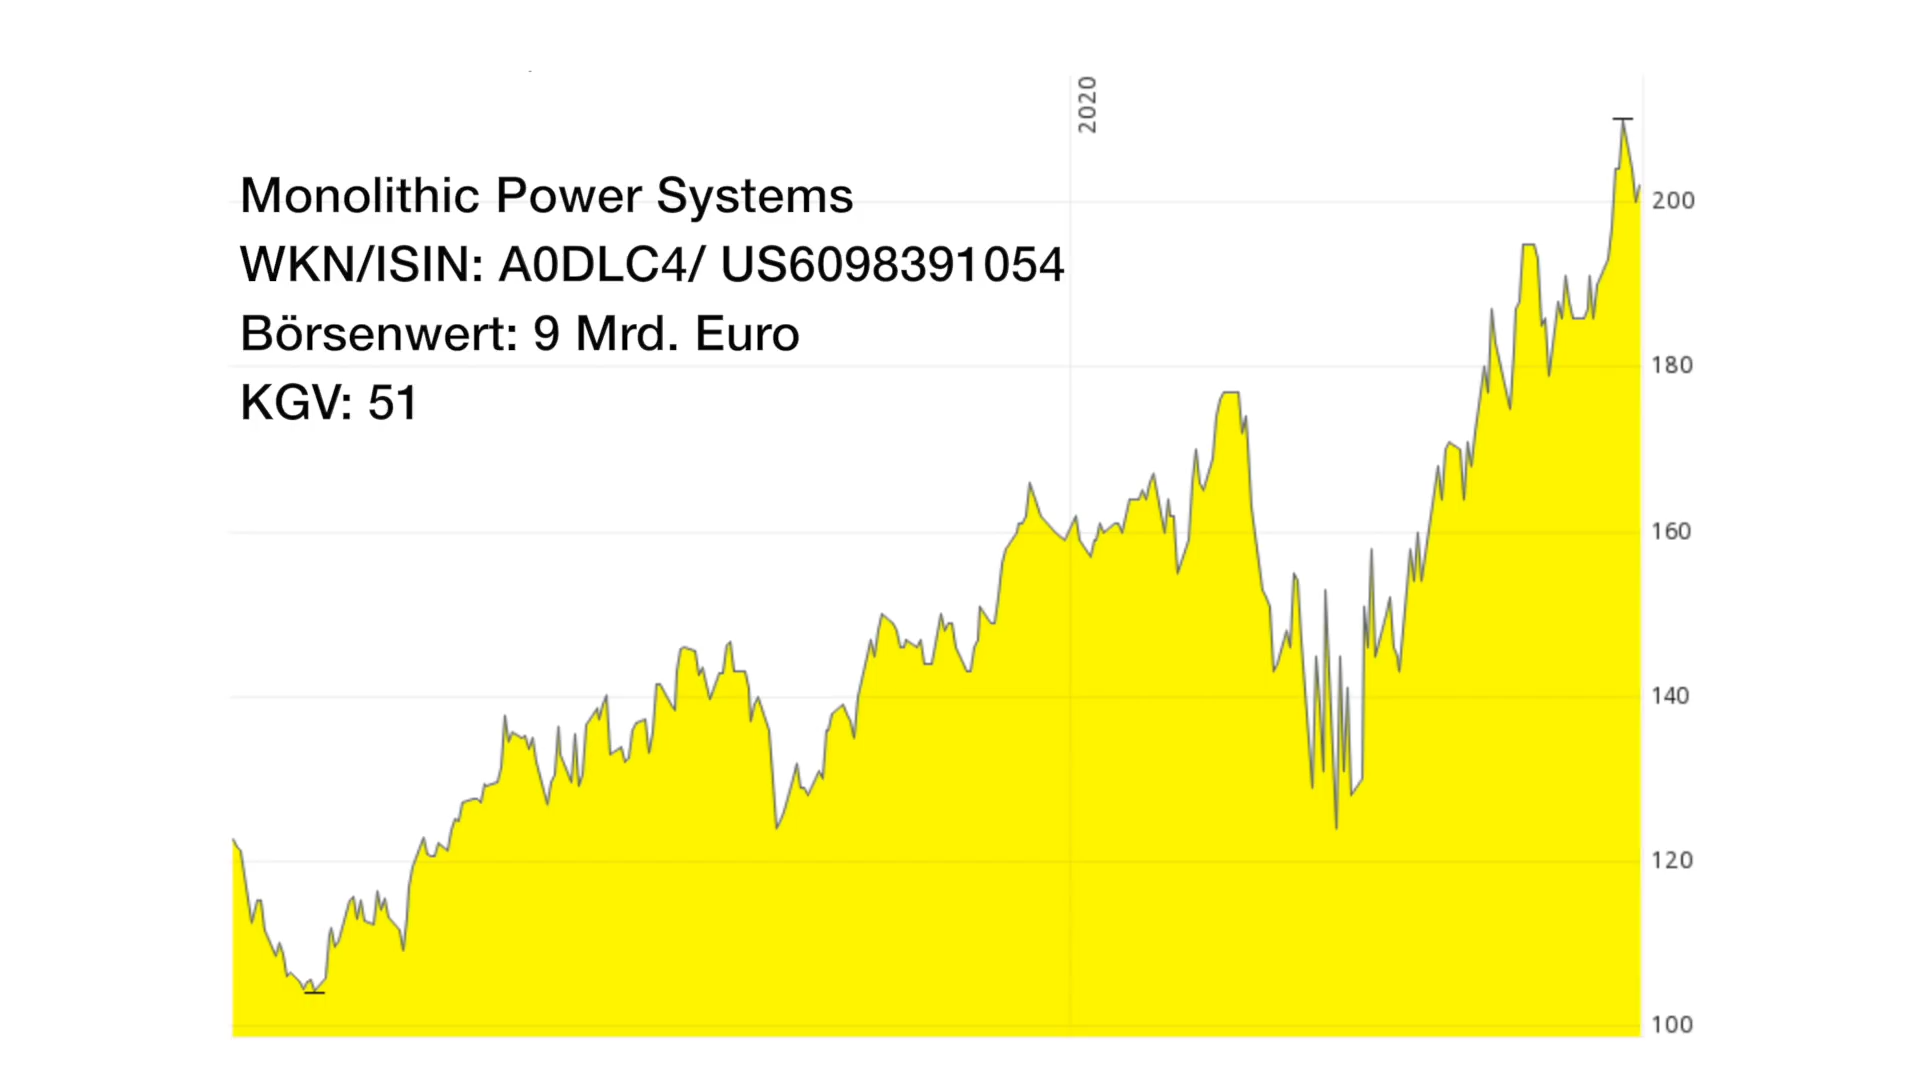 2020
Monolithic Power Systems
WKN/ISIN: A0DLC4/ US6098391054
Börsenwert: 9 Mrd. Euro
KGV: 51
200
180
160
140
120
100